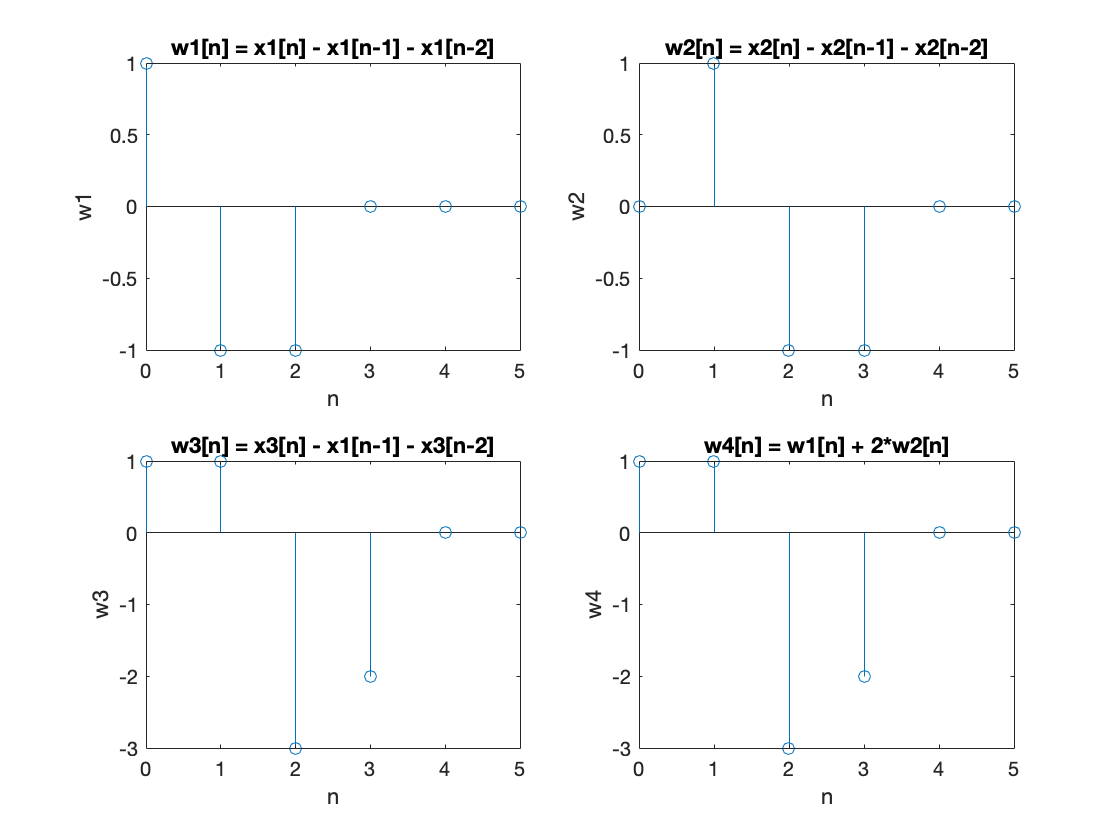 w1[n] = x1[n] - x1[n-1] - x1[n-2]
1
0.5
0
-0.5
-1
w1
0 1 2 3 4 5
n
w2[n] = x2[n] - x2[n-1] - x2[n-2]
1
0.5
0
-0.5
-1
w2
0 1 2 3 4 5
n
w3[n] = x3[n] - x1[n-1] - x3[n-2]
1
0
-1
-2
-3
w3
0 1 2 3 4 5
n
w4[n] = w1[n] + 2*w2[n]
1
0
-1
-2
-3
w4
0 1 2 3 4 5
n